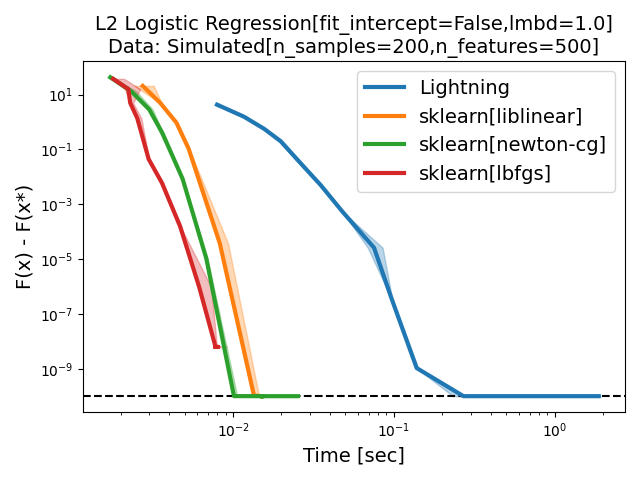 L2 Logistic Regression[fit_intercept=False,lmbd=1.0]
Data: Simulated[n_samples=200,n_features=500]
F(x) - F(x*)
10¹
10⁻¹
10⁻³
10⁻⁵
10⁻⁷
10⁻⁹
Lightning
sklearn[liblinear]
sklearn[newton-cg]
sklearn[lbfgs]
10⁻²
10⁻¹
10⁰
Time [sec]